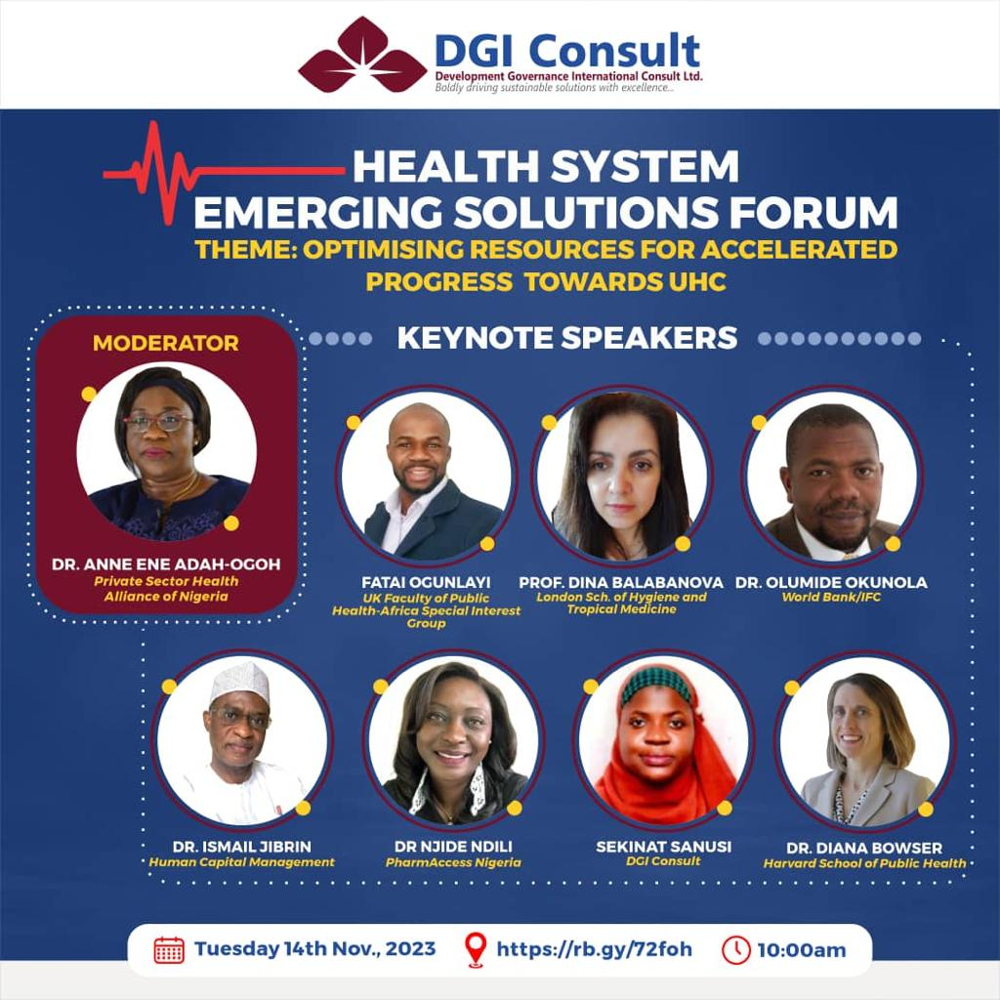 DGI Consult
Development Governance International Consult Ltd.
Boldly driving sustainable solutions with excellence...
HEALTH SYSTEM
EMERGING SOLUTIONS FORUM
THEME: OPTIMISING RESOURCES FOR ACCELERATED
PROGRESS TOWARDS UHC
MODERATOR
DR. ANNE ENE ADAH-OGOH
Private Sector Health
Alliance of Nigeria
KEYNOTE SPEAKERS
FATAI OGUNLAYI
UK Faculty of Public
Health-Africa Special Interest
Group
PROF. DINA BALABANOVA
London Sch. of Hygiene and
Tropical Medicine
DR. OLUMIDE OKUNOLA
World Bank/IFC
DR. ISMAIL JIBRIN
Human Capital Management
DR NJIDE NDILI
PharmAccess Nigeria
SEKINAT SANUSI
DGI Consult
DR. DIANA BOWSER
Harvard School of Public Health
Tuesday 14th Nov., 2023
https://rb.gy/72foh
10:00am